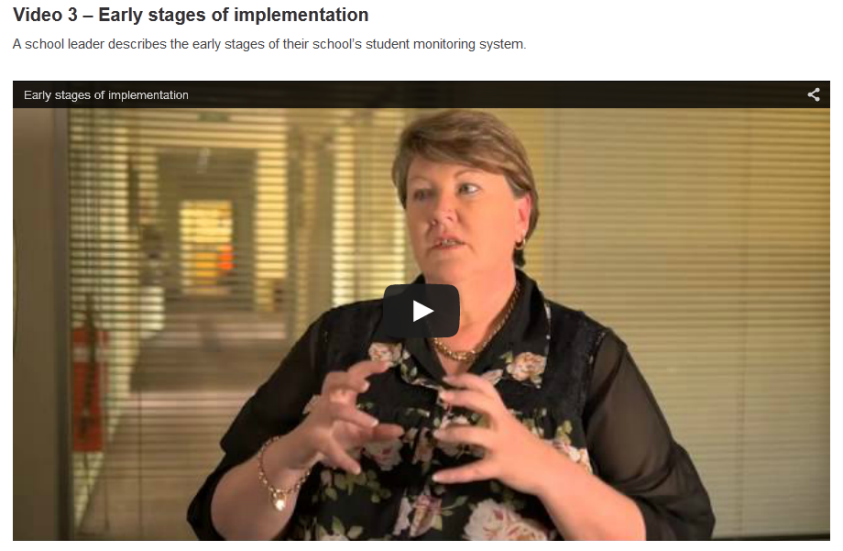 Video 3 – Early stages of implementation
A school leader describes the early stages of their school’s student monitoring system.
Early stages of implementation